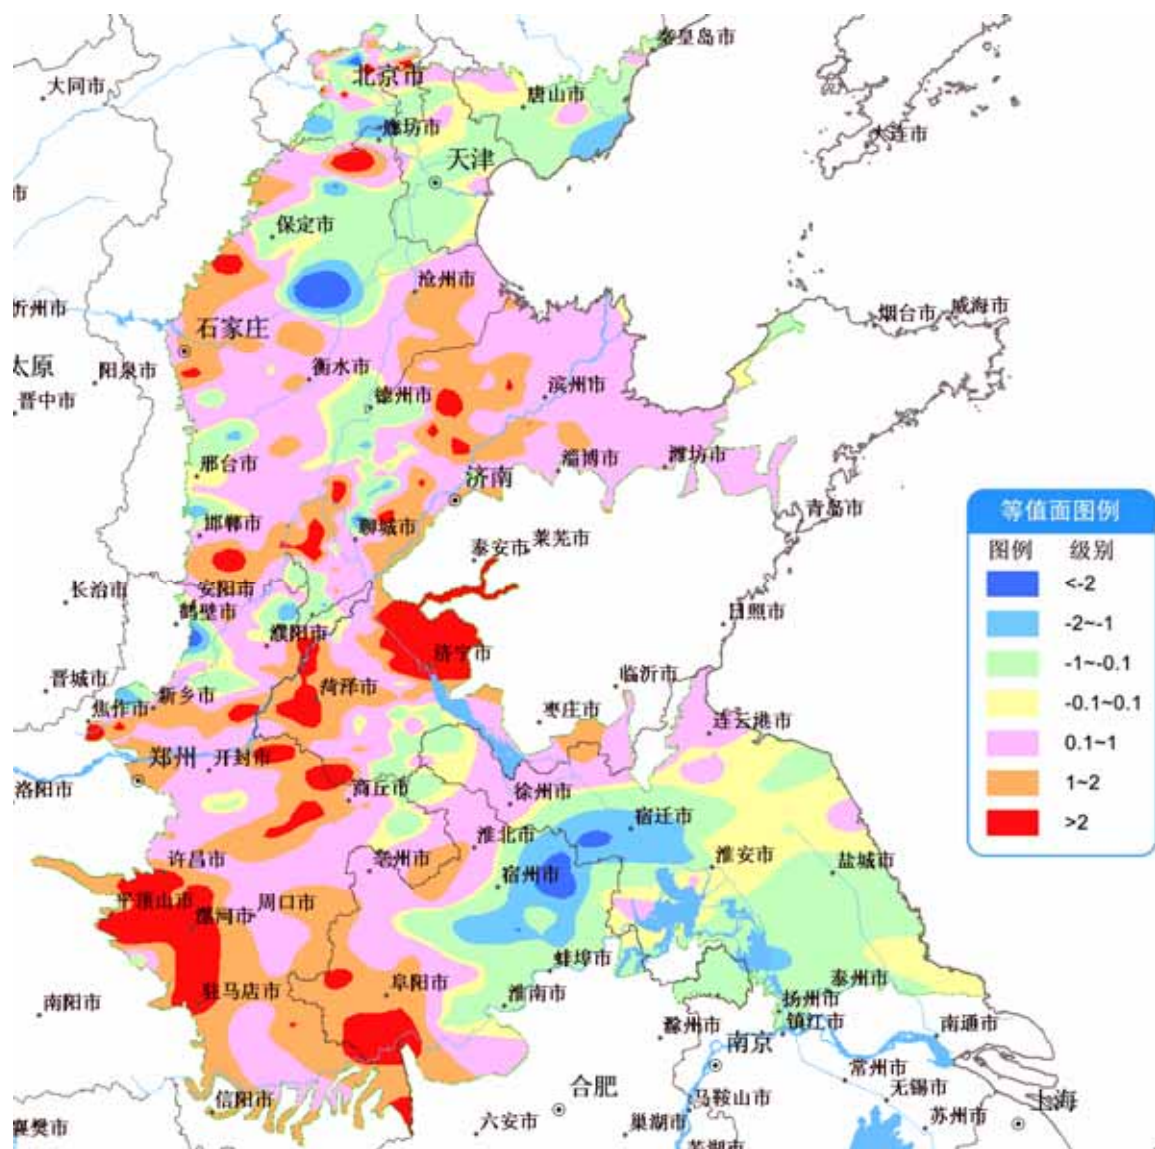 秦皇岛市
大同市
北京市
唐山市
大连市
廊坊市
天津
市
保定市
沧州市
忻州市
烟台市
威海市
石家庄
太原
阳泉市
衡水市
滨州市
晋中市
德州市
邢台市
淄博市
潍坊市
济南
等值面图例
青岛市
邯郸市
聊城市
莱芜市
泰安市
图例
级别
<-2
长治市
安阳市
鹤壁市
日照市
-2~-1
濮阳市
济宁市
-1~-0.1
晋城市
临沂市
新乡市
菏泽市
-0.1~0.1
焦作市
枣庄市
连云港市
0.1~1
郑州
开封市
洛阳市
商丘市
徐州市
1~2
宿迁市
>2
淮北市
许昌市
亳州市
淮安市
盐城市
宿州市
平顶山市
周口市
漯河市
蚌埠市
驻马店市
阜阳市
泰州市
南阳市
淮南市
扬州市
滁州市
镇江市
南通市
南京
常州市
合肥
无锡市
信阳市
马鞍山市
上海
襄樊市
六安市
巢湖市
苏州市
芜湖市